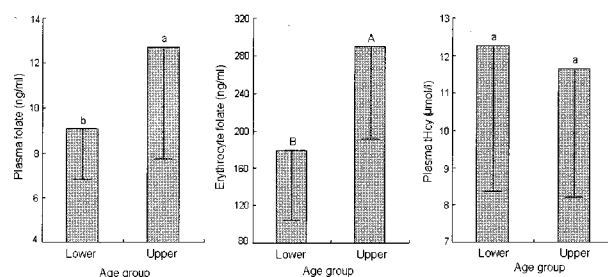 Plasma folate (ng/ml)
16
14
12
10
8
6
4
b
a
Lower
Upper
Age group
Erythrocyte folate (ng/ml)
320
280
240
200
160
120
80
B
A
Lower
Upper
Age group
Plasma tHcy (µmol/l)
13
12
11
10
9
8
7
a
a
Lower
Upper
Age group